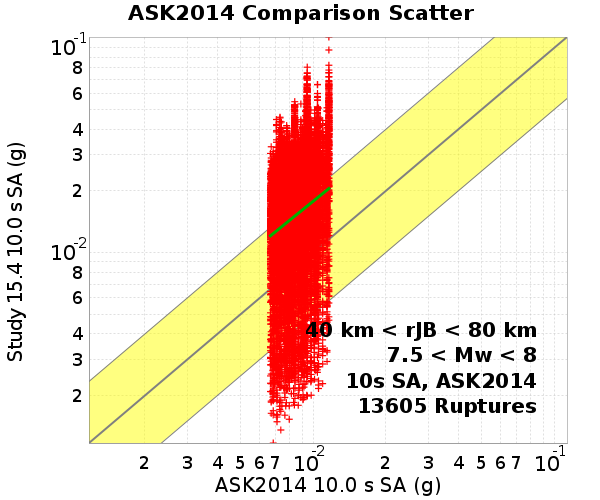 ASK2014 Comparison Scatter
10-1
8
6
4
3
2
10-2
8
6
4
3
2
Study 15.4 10.0 s SA (g)
40 km < rJB < 80 km
7.5 < Mw < 8
10s SA, ASK2014
13605 Ruptures
2 3 4 5 6 7 10-2 2 3 4 5 6 7 10-1
ASK2014 10.0 s SA (g)